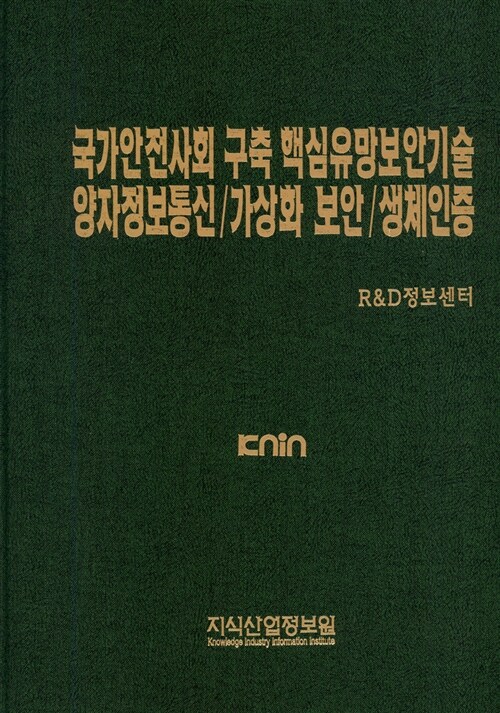 국가안전사회 구축 핵심유망보안기술
양자정보통신/가상화 보안/생체인증
R&D정보센터
Knin
지식산업정보원
Knowledge Industry Information Institute